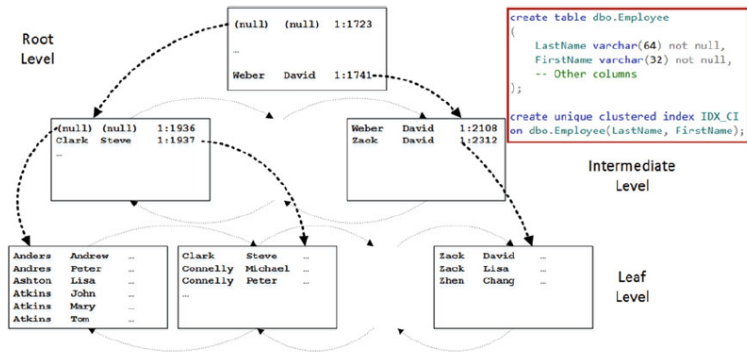 Root
Level
(null) (null) 1:1723
…
Weber David 1:1741
create table dbo.Employee
(
LastName varchar(64) not null,
FirstName varchar(32) not null,
-- Other columns
);
create unique clustered index IDX_CI
on dbo.Employee(LastName, FirstName);
(null) (null) 1:1936
Clark Steve 1:1937
…
Weber David 1:2108
Zack David 1:2312
Intermediate
Level
Anders Andrew …
Andres Peter …
Ashton Lisa …
Atkins John …
Atkins Mary …
Atkins Tom …
Clark Steve …
Connelly Michael …
Connelly Peter …
…
Zack David …
Zack Lisa …
Zhen Chang …
Leaf
Level